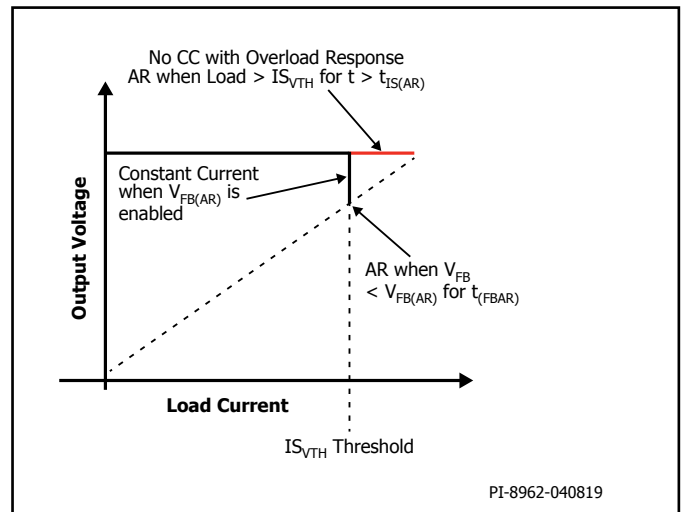 No CC with Overload Response
AR when Load > IS_VTH for t > t_IS(AR)
Constant Current
when V_FB(AR) is
enabled
Output Voltage
AR when V_FB
< V_FB(AR) for t_(FBAR)
Load Current
IS_VTH Threshold
PI-8962-040819